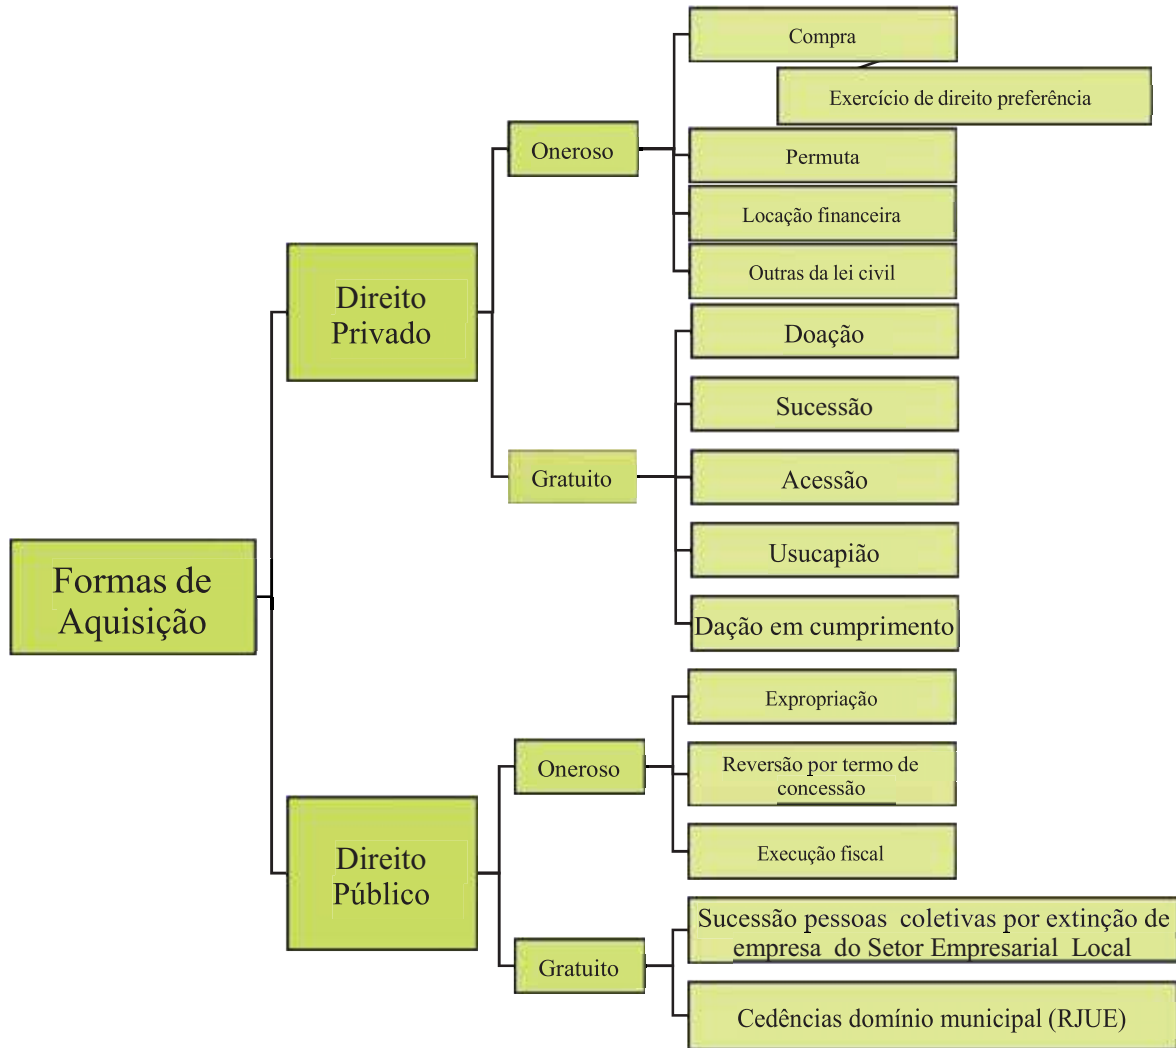 Compra
Exercício de direito preferência
Oneroso
Permuta
Locação financeira
Outras da lei civil
Direito
Privado
Doação
Sucessão
Gratuito
Acessão
Usucapião
Formas de
Aquisição
Dação em cumprimento
Expropriação
Oneroso
Reversão por termo de
concessão
Execução fiscal
Direito
Público
Sucessão pessoas coletivas por extinção de
empresa do Setor Empresarial Local
Gratuito
Cedências domínio municipal (RJUE)